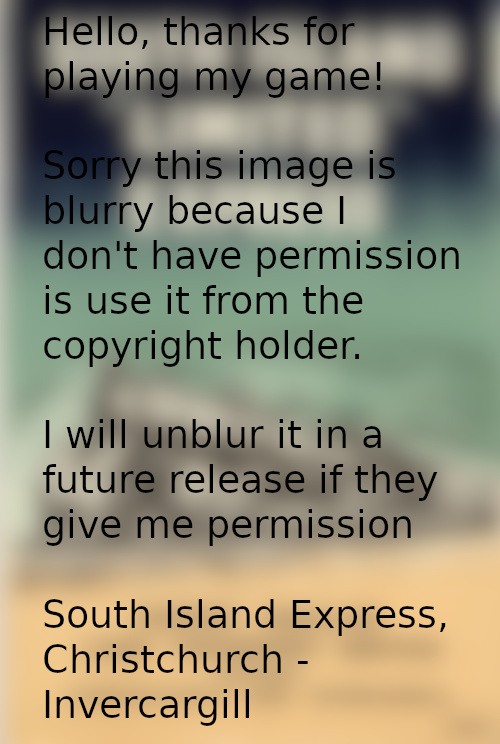 Hello, thanks for
playing my game!
Sorry this image is
blurry because I
don't have permission
is use it from the
copyright holder.
I will unblur it in a
future release if they
give me permission
South Island Express,
Christchurch -
Invercargill